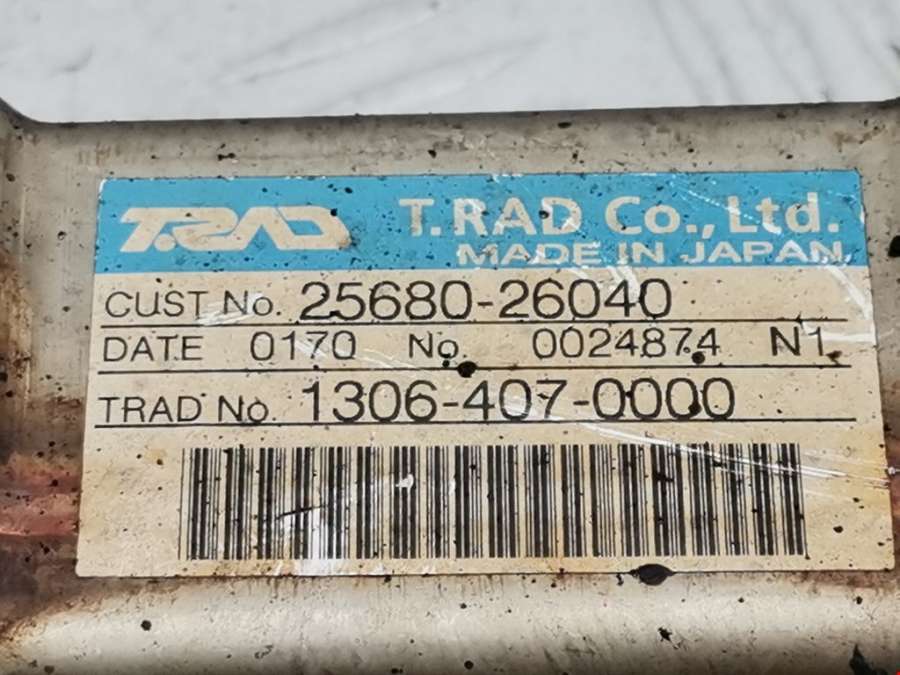 T.RAD T.RAD Co., Ltd.
MADE IN JAPAN
CUST No. 25680-26040
DATE 0170 No. 0024874 N1
TRAD No. 1306-407-0000